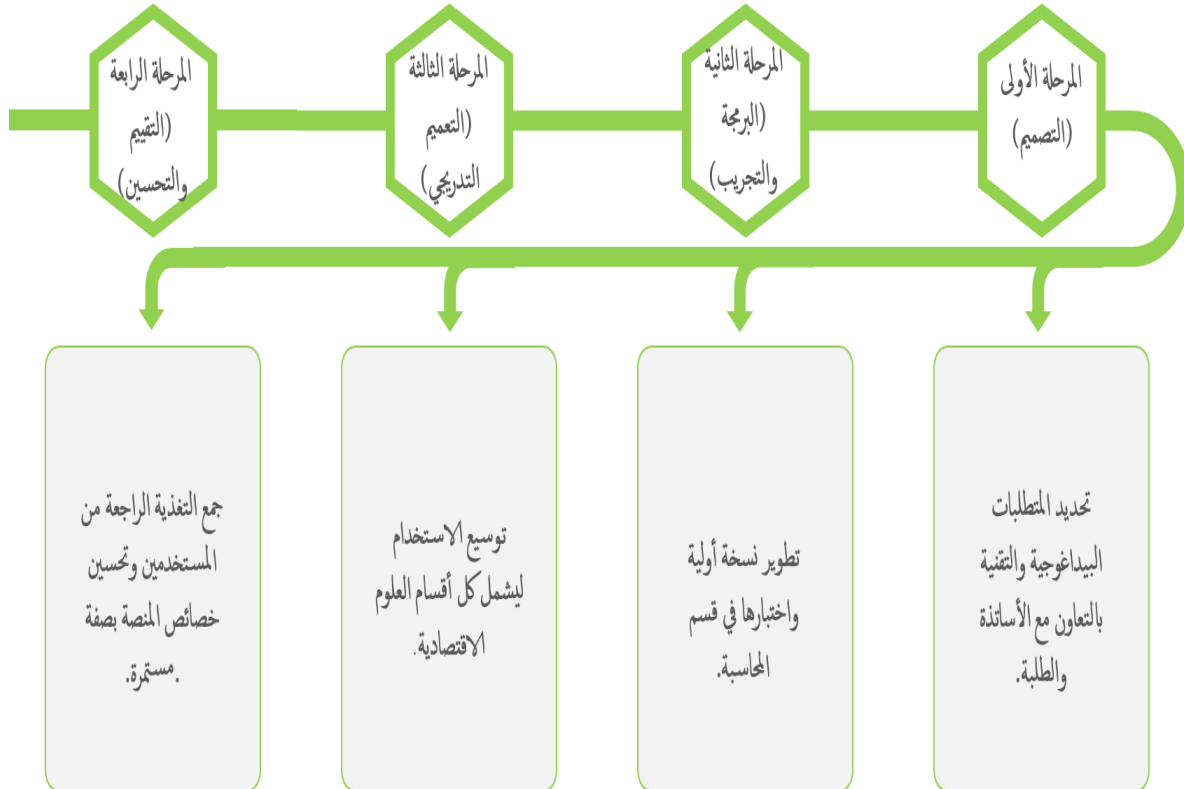 المرحلة الأولى
(التصميم)
المرحلة الثانية
(البرمجة
والتجريب)
المرحلة الثالثة
(التعميم
التدريجي)
المرحلة الرابعة
(التقييم
والتحسين)
تحديد المتطلبات
البيداغوجية والتقنية
بالتعاون مع الأساتذة
والطلبة.
تطوير نسخة أولية
واختبارها في قسم
المحاسبة.
توسيع الاستخدام
ليشمل كل أقسام العلوم
الاقتصادية.
جمع التغذية الراجعة من
المستخدمين وتحسين
خصائص المنصة بصفة
.مستمرة.